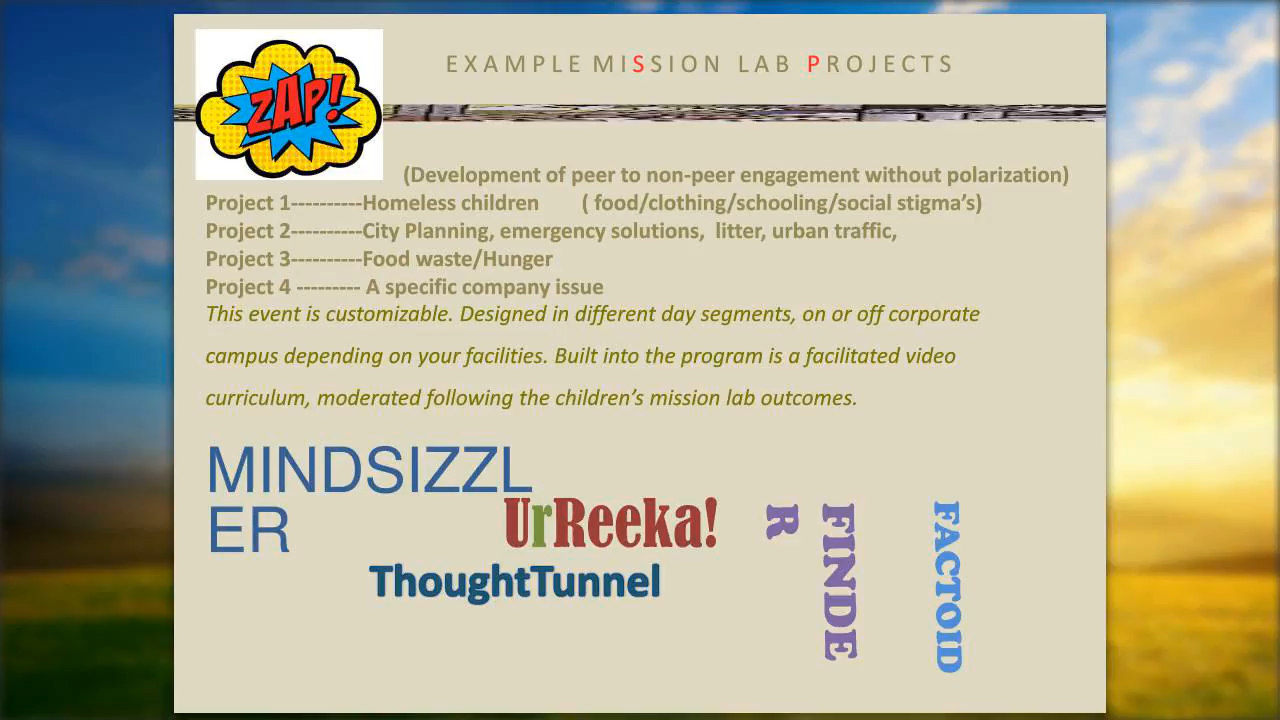 ZAP!
EXAMPLE MISSION LAB PROJECTS
(Development of peer to non-peer engagement without polarization)
Project 1----------Homeless children ( food/clothing/schooling/social stigma's)
Project 2----------City Planning, emergency solutions, litter, urban traffic,
Project 3----------Food waste/Hunger
Project 4 --------- A specific company issue
This event is customizable. Designed in different day segments, on or off corporate
campus depending on your facilities. Built into the program is a facilitated video
curriculum, moderated following the children’s mission lab outcomes.
MINDSIZZL
ER
UrReeka!
ThoughtTunnel
FINDE
R
FACTOID